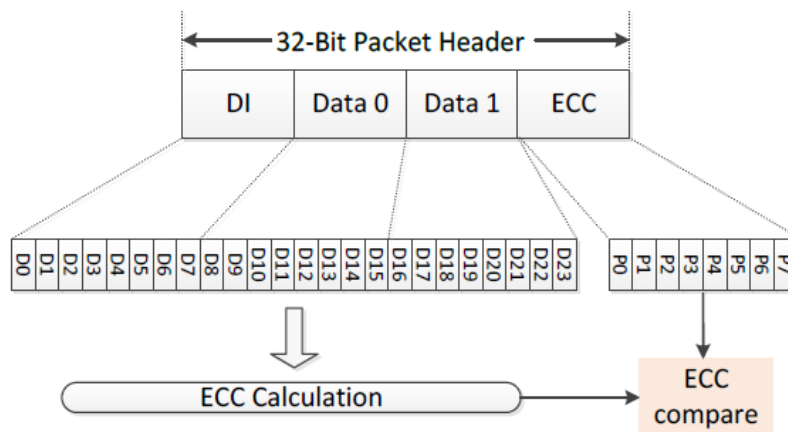 32-Bit Packet Header
DI Data 0 Data 1 ECC
D0 D1 D2 D3 D4 D5 D6 D7 D8 D9 D10 D11 D12 D13 D14 D15 D16 D17 D18 D19 D20 D21 D22 D23 P0 P1 P2 P3 P4 P5 P6 P7
ECC Calculation
ECC
compare